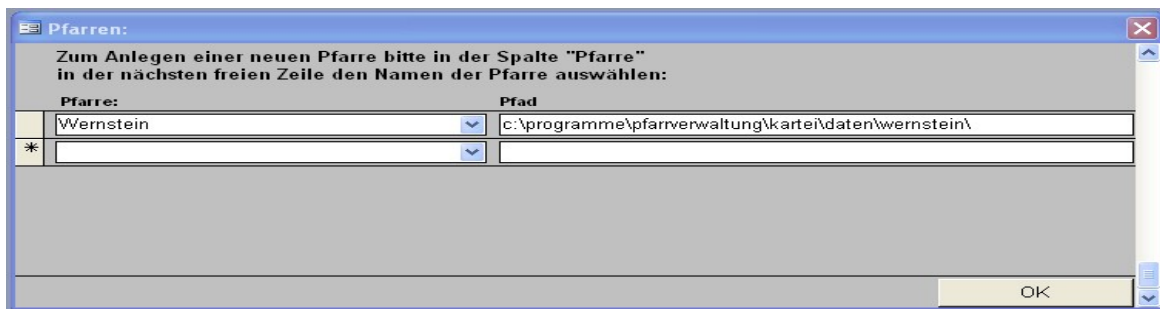 Pfarren:
Zum Anlegen einer neuen Pfarre bitte in der Spalte "Pfarre"
in der nächsten freien Zeile den Namen der Pfarre auswählen:
Pfarre: Pfad
Wernstein c:\programme\pfarrverwaltung\kartei\daten\wernstein\
*
OK